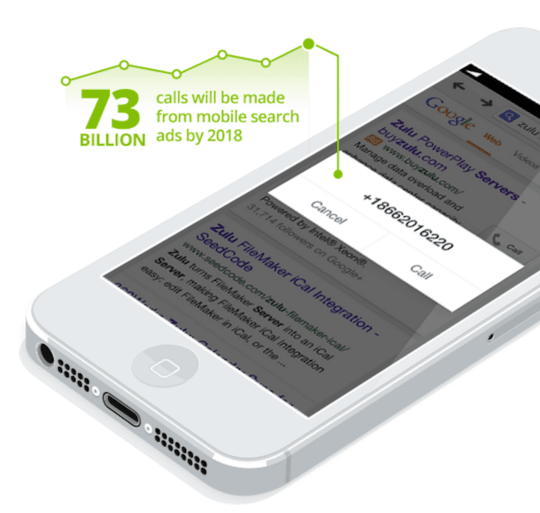 73
BILLION
calls will be made
from mobile search
ads by 2018
Google
zulu
Web
Videos
Zulu PowerPlay Servers -
buyzulu.com
www.buyzulu.com/
Manage data overload and
+18662016220
Cancel
Call
Call
Powered by Intel® Xeon®.
31,714 followers on Google+
Zulu FileMaker iCal Integration -
SeedCode
www.seedcode.com/zulu-filemaker-ical/
Zulu turns FileMaker Server into an iCal
Server, making FileMaker iCal Integration
easy: edit FileMaker in iCal, or the ...